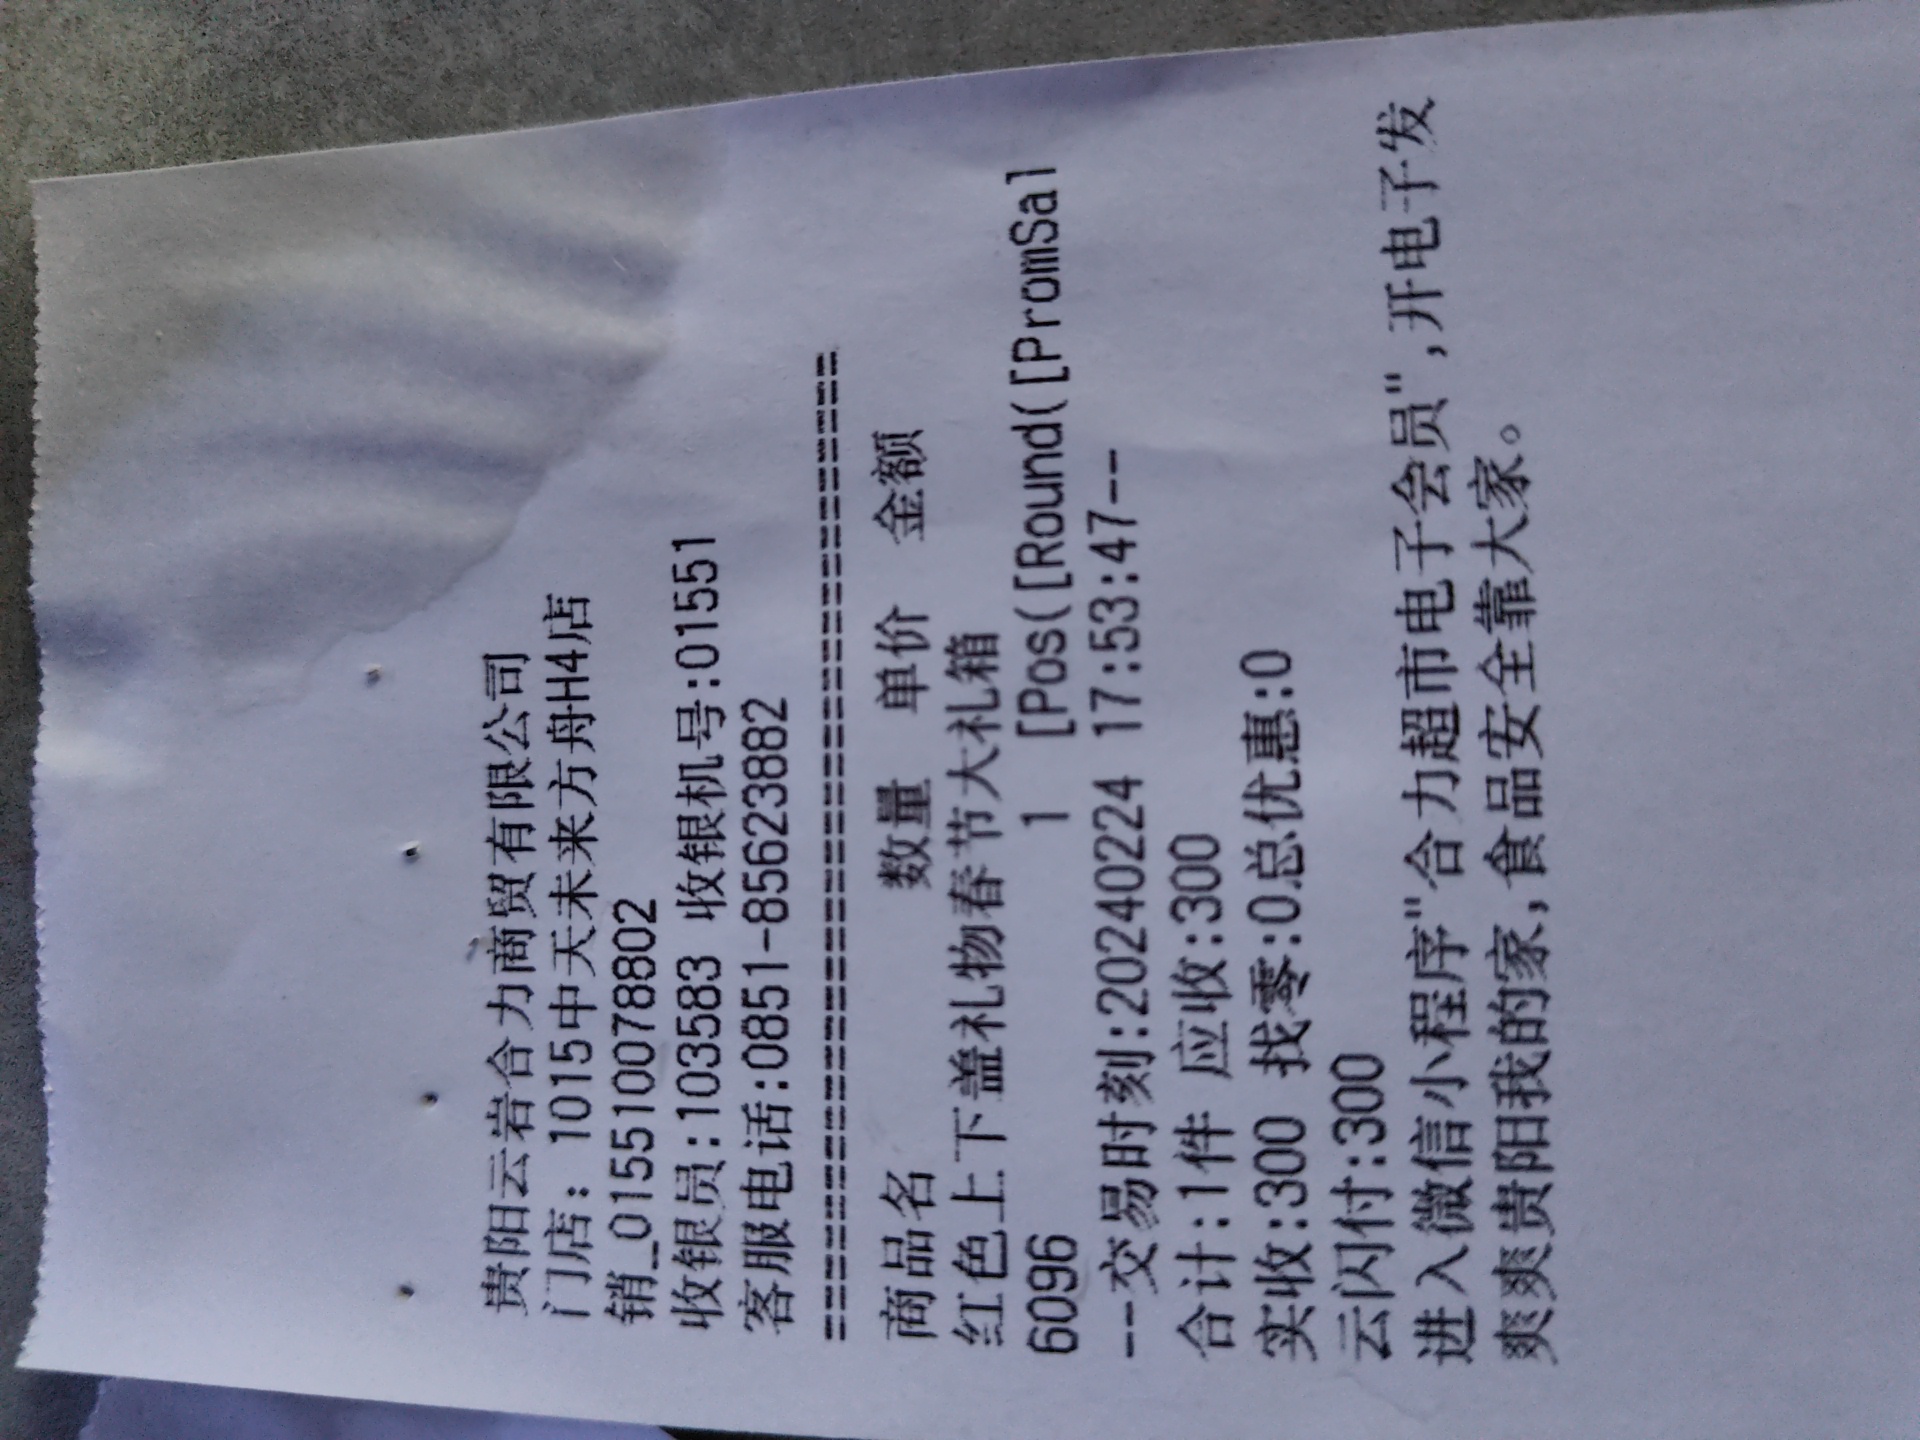 贵阳云岩合力商贸有限公司
门店：1015中天未来方舟H4店
销_015510078802
收银员:103583 收银机号:01551
客服电话:0851-85623882
==========================================
商品名 数量 单价 金额
红色上下盖礼物春节大礼箱
6096 1 [Pos([Round([PromSal
---交易时刻:20240224 17:53:47--
合计:1件 应收:300
实收:300 找零:0总优惠:0
云闪付:300
进入微信小程序"合力超市电子会员",开电子发
爽爽贵阳我的家,食品安全靠大家。